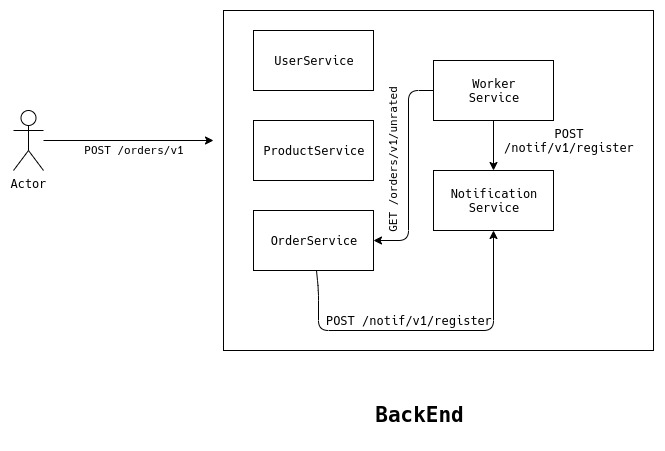 UserService
Worker
Service
GET /orders/v1/unrated
POST
/notif/v1/register
POST /orders/v1
ProductService
Actor
Notification
Service
OrderService
POST /notif/v1/register
BackEnd